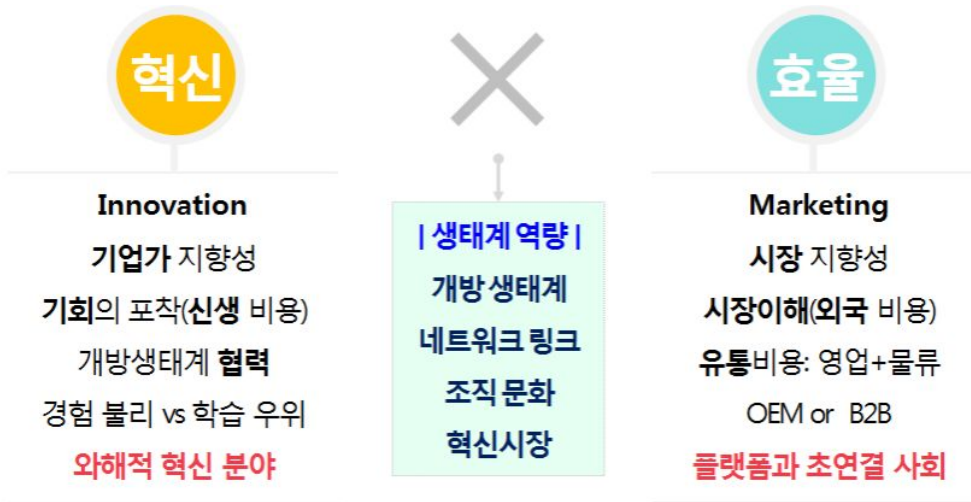 혁신
Innovation
기업가 지향성
기회의 포착(신생 비용)
개방생태계 협력
경험 불리 vs 학습 우위
와해적 혁신 분야
| 생태계 역량 |
개방 생태계
네트워크 링크
조직 문화
혁신시장
효율
Marketing
시장 지향성
시장이해(외국 비용)
유통비용: 영업+물류
OEM or B2B
플랫폼과 초연결 사회